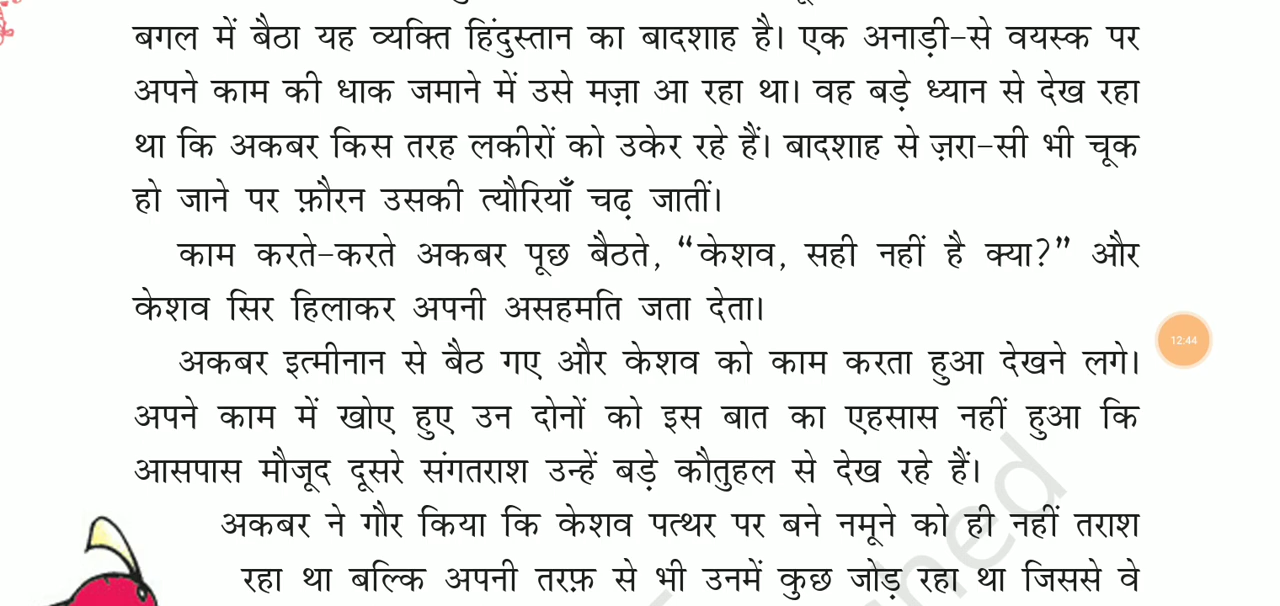 बगल में बैठा यह व्यक्ति हिंदुस्तान का बादशाह है। एक अनाड़ी-से वयस्क पर
अपने काम की धाक जमाने में उसे मज़ा आ रहा था। वह बड़े ध्यान से देख रहा
था कि अकबर किस तरह लकीरों को उकेर रहे हैं। बादशाह से ज़रा-सी भी चूक
हो जाने पर फ़ौरन उसकी त्यौरियाँ चढ़ जातीं।
काम करते-करते अकबर पूछ बैठते, “केशव, सही नहीं है क्या?” और
केशव सिर हिलाकर अपनी असहमति जता देता।
12:44
अकबर इत्मीनान से बैठ गए और केशव को काम करता हुआ देखने लगे।
अपने काम में खोए हुए उन दोनों को इस बात का एहसास नहीं हुआ कि
आसपास मौजूद दूसरे संगतराश उन्हें बड़े कौतुहल से देख रहे हैं।
अकबर ने गौर किया कि केशव पत्थर पर बने नमूने को ही नहीं तराश
रहा था बल्कि अपनी तरफ़ से भी उनमें कुछ जोड़ रहा था जिससे वे